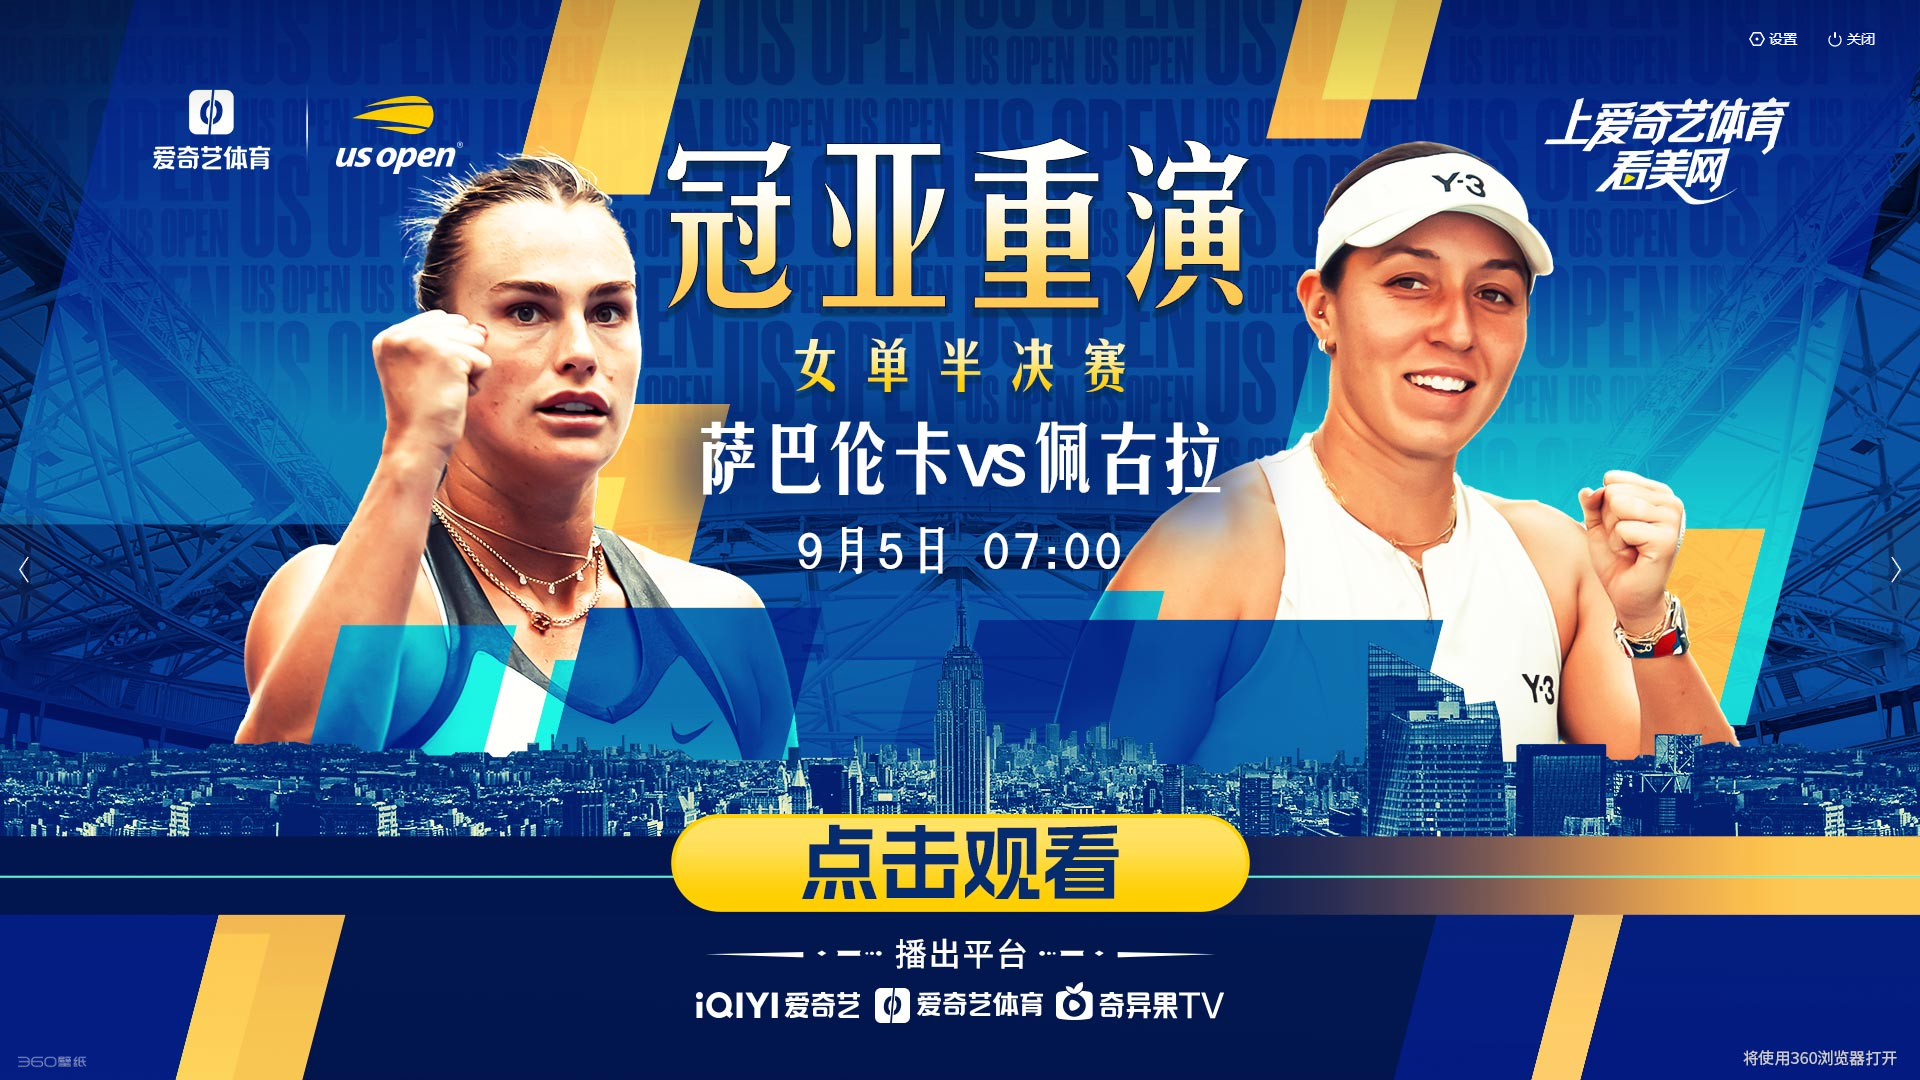 设置 关闭
爱奇艺体育
us open®
上爱奇艺体育
看美网
冠亚重演
女单半决赛
萨巴伦卡vs佩古拉
9月5日 07:00
Y-3
Y-3
点击观看
播出平台
iQIYI爱奇艺 爱奇艺体育 奇异果TV
360壁纸
将使用360浏览器打开